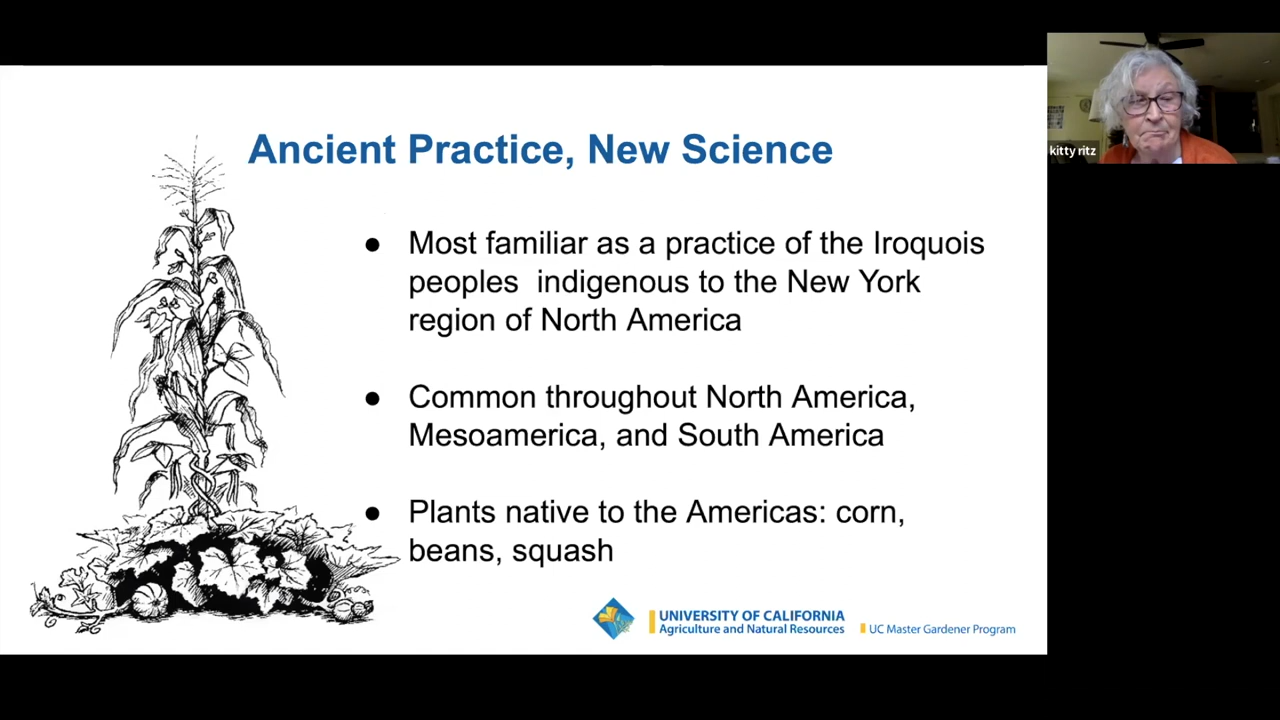 Ancient Practice, New Science
● Most familiar as a practice of the Iroquois
peoples indigenous to the New York
region of North America
● Common throughout North America,
Mesoamerica, and South America
● Plants native to the Americas: corn,
beans, squash
UNIVERSITY OF CALIFORNIA
Agriculture and Natural Resources
UC Master Gardener Program
kitty ritz